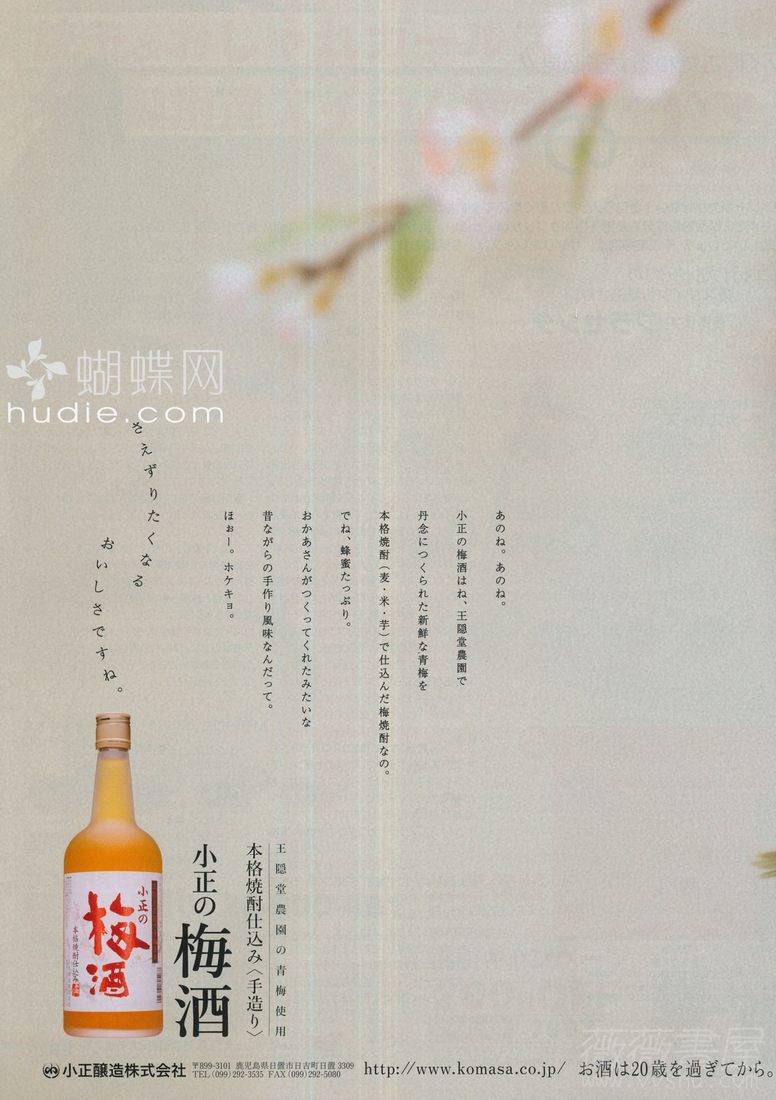 蝴蝶网
hudie.com
さえずりたくなる
おいしさですね。
あのね。あのね。
小正の梅酒はね、王隠堂農園で
丹念につくられた新鮮な青梅を
本格焼酎（麦・米・芋）で仕込んだ梅焼酎なの。
でね、蜂蜜たっぷり。
おかあさんがつくってくれたみたいな
昔ながらの手作り風味なんだって。
ほぉー。ホケキョ。
王隠堂農園の青梅使用
本格焼酎仕込み〈手造り〉
小正の
梅酒
小正の
梅酒
本格焼酎仕込み
小正醸造株式会社
〒899-3101 鹿児島県日置市日吉町日置 3309
TEL(099)292-3535 FAX(099)292-5080
http://www.komasa.co.jp/
お酒は20歳を過ぎてから。